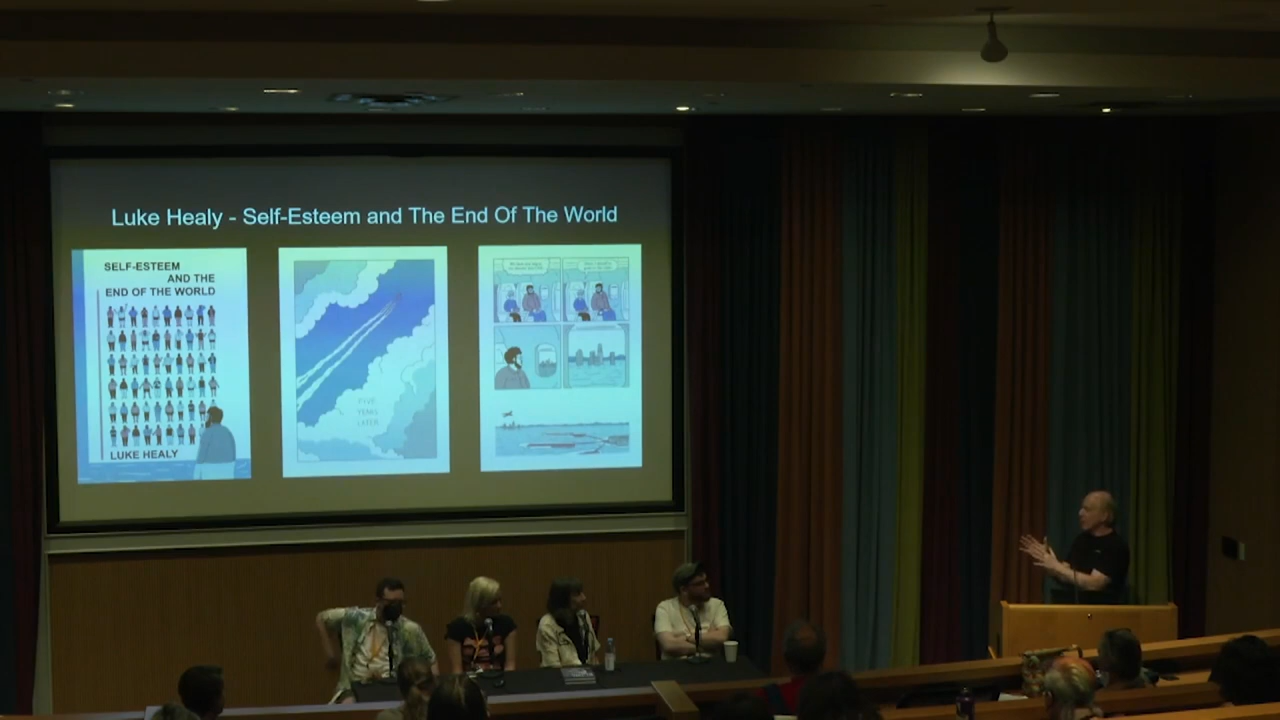 Luke Healy - Self-Esteem and The End Of The World
SELF-ESTEEM
AND THE
END OF THE WORLD
LUKE HEALY
FIVE
YEARS
LATER